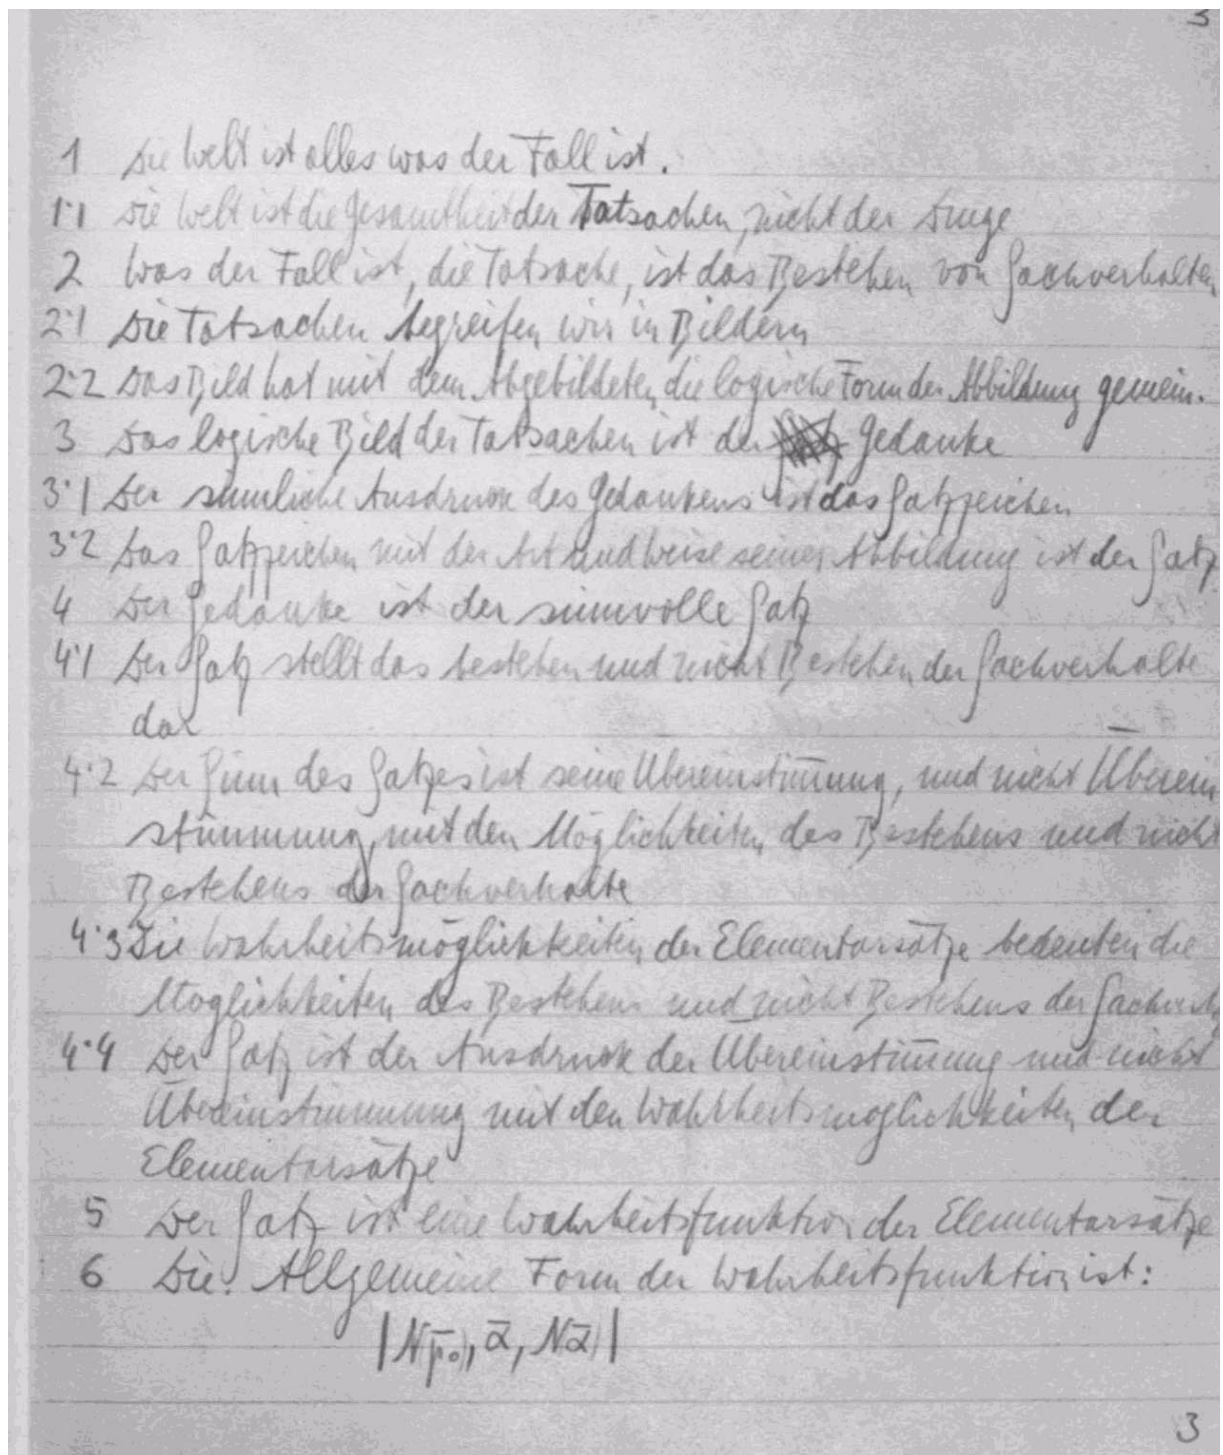 3
1 Die Welt ist alles was der Fall ist.
1·1 Die Welt ist die Gesamtheit der Tatsachen, nicht der Dinge
2 Was der Fall ist, die Tatsache, ist das Bestehen von Sachverhalten
2·1 Die Tatsachen begreifen wir in Bildern
2·2 Das Bild hat mit dem Abgebildeten die logische Form der Abbildung gemein.
3 Das logische Bild der Tatsachen ist der Gedanke
3·1 Der sinnliche Ausdruck des Gedankens ist das Satzzeichen
3·2 Das Satzzeichen mit der Art und Weise seiner Abbildung ist der Satz
4 Der Gedanke ist der sinnvolle Satz
4·1 Der Satz stellt das bestehen und nicht Bestehen der Sachverhalte
dar
4·2 Der Sinn des Satzes ist seine Übereinstim̅ung, und nicht Überein
stimmung mit den Möglichkeiten des Bestehens und nicht
Bestehens der Sachverhalte
4·3 Die Wahrheitsmöglichkeiten der Elementarsätze bedeuten die
Möglichkeiten des Bestehens und nicht Bestehens der Sachverh
4·4 Der Satz ist der Ausdruck der Übereinstim̅ung und nicht
Übereinstimmung mit den Wahrheitsmöglichkeiten der
Elementarsätze
5 Der Satz ist eine Wahrheitsfunktion der Elementarsätze
6 Die Allgemeine Form der Wahrheitsfunktion ist:
|N p̅₀), α̅, Nα̅)|
3